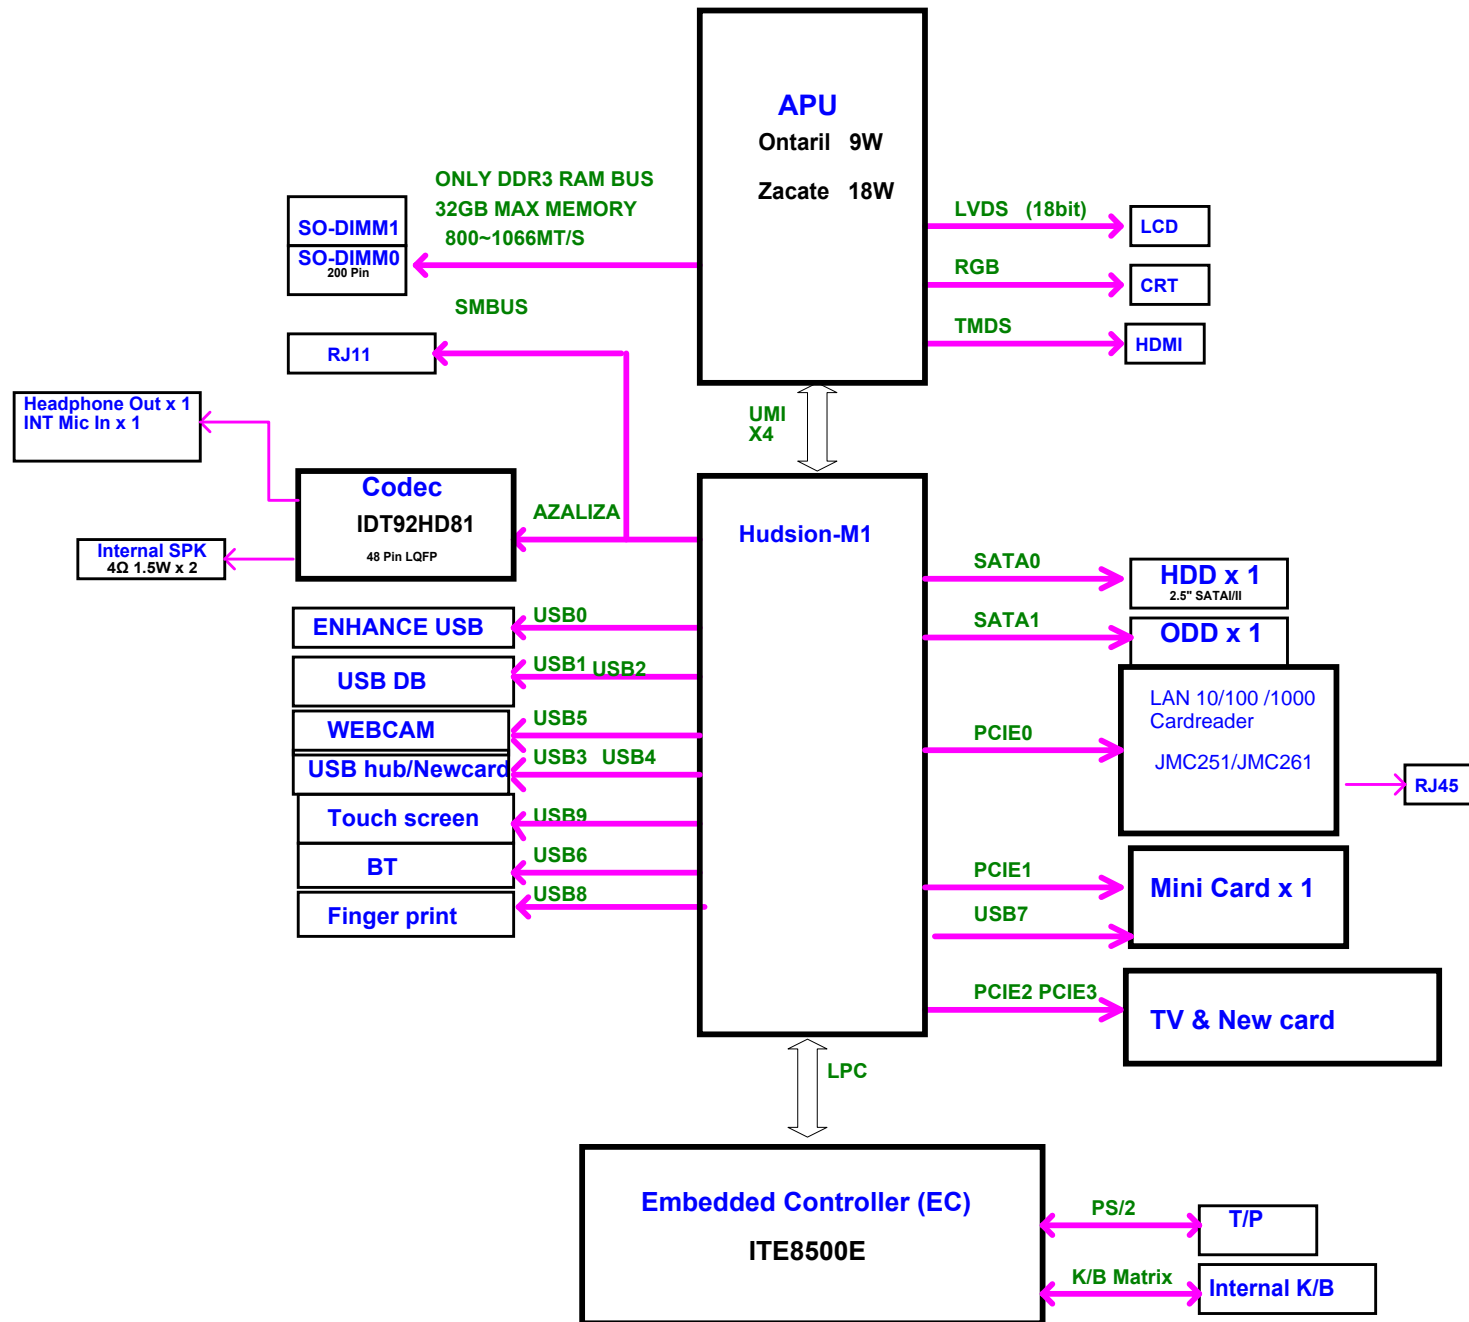 APU
Ontaril 9W
Zacate 18W
ONLY DDR3 RAM BUS
32GB MAX MEMORY
800~1066MT/S
SO-DIMM1
SO-DIMM0
200 Pin
SMBUS
RJ11
LVDS (18bit)
LCD
RGB
CRT
TMDS
HDMI
UMI
X4
Headphone Out x 1
INT Mic In x 1
Codec
IDT92HD81
48 Pin LQFP
AZALIZA
Internal SPK
4Ω 1.5W x 2
Hudsion-M1
ENHANCE USB
USB0
USB DB
USB1 USB2
WEBCAM
USB5
USB hub/Newcard
USB3 USB4
Touch screen
USB9
BT
USB6
Finger print
USB8
SATA0
HDD x 1
2.5" SATAI/II
SATA1
ODD x 1
PCIE0
LAN 10/100 /1000
Cardreader
JMC251/JMC261
RJ45
PCIE1
Mini Card x 1
USB7
PCIE2 PCIE3
TV & New card
LPC
Embedded Controller (EC)
ITE8500E
PS/2
T/P
K/B Matrix
Internal K/B